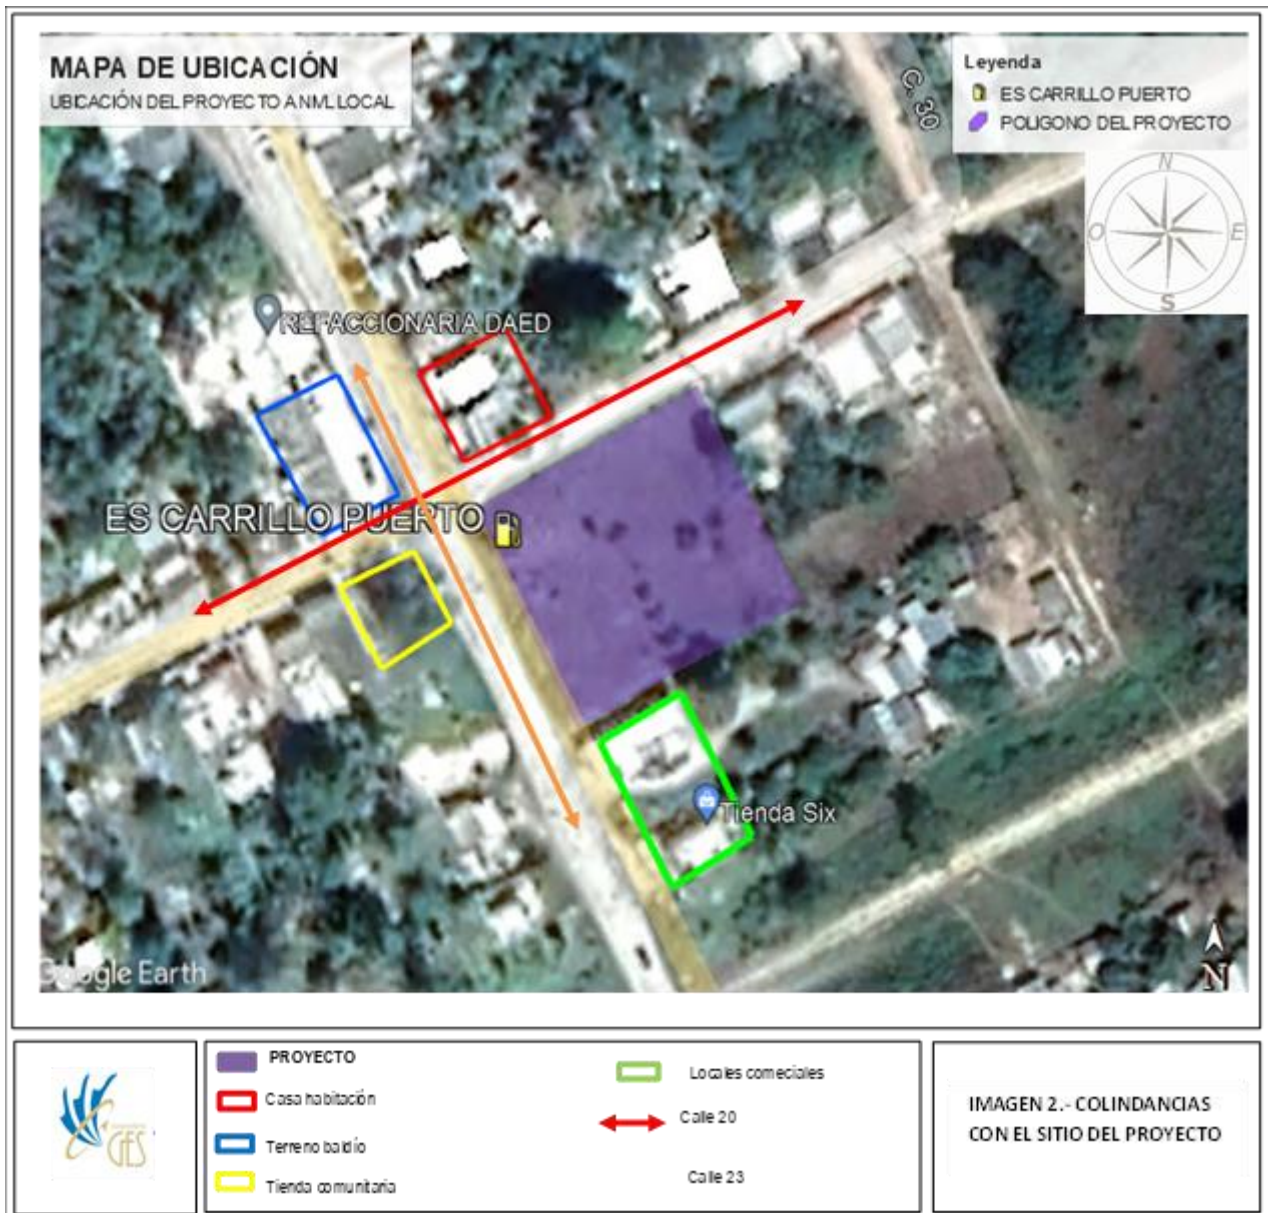 MAPA DE UBICACIÓN
UBICACIÓN DEL PROYECTO A NIVL LOCAL
Leyenda
ES CARRILLO PUERTO
POLIGONO DEL PROYECTO
C. 30
N
O
E
S
REFACCIONARIA DAED
ES CARRILLO PUERTO
Tienda Six
Google Earth
N
GES
PROYECTO
Casa habitación
Terreno baldío
Tienda comunitaria
Locales comeciales
Calle 20
Calle 23
IMAGEN 2.- COLINDANCIAS
CON EL SITIO DEL PROYECTO